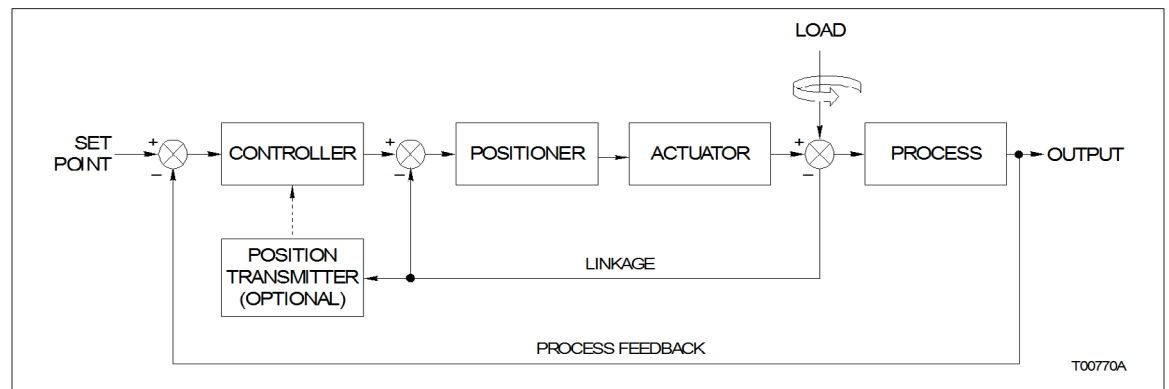 LOAD
SET
POINT
+
−
CONTROLLER
+
−
POSITIONER
ACTUATOR
+
−
PROCESS
OUTPUT
POSITION
TRANSMITTER
(OPTIONAL)
LINKAGE
PROCESS FEEDBACK
T00770A